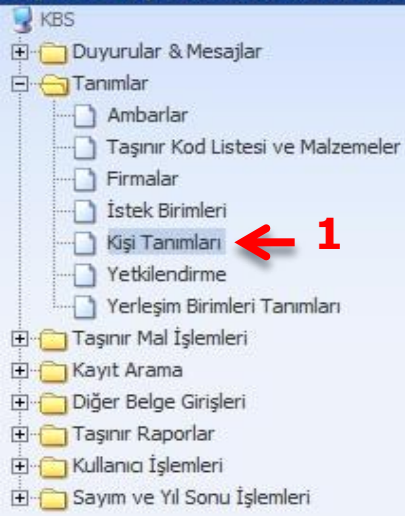 KBS
Duyurular & Mesajlar
Tanımlar
Ambarlar
Taşınır Kod Listesi ve Malzemeler
Firmalar
İstek Birimleri
Kişi Tanımları 1
Yetkilendirme
Yerleşim Birimleri Tanımları
Taşınır Mal İşlemleri
Kayıt Arama
Diğer Belge Girişleri
Taşınır Raporlar
Kullanıcı İşlemleri
Sayım ve Yıl Sonu İşlemleri